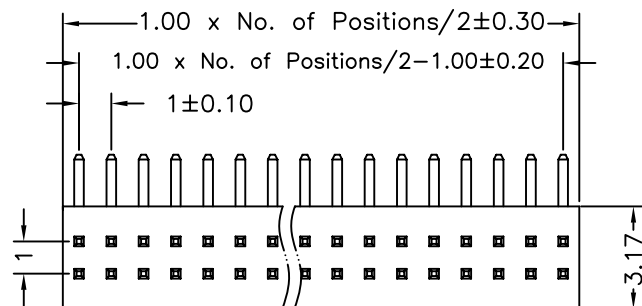 1.00 x No. of Positions/2±0.30
1.00 x No. of Positions/2-1.00±0.20
1±0.10
1
3.17